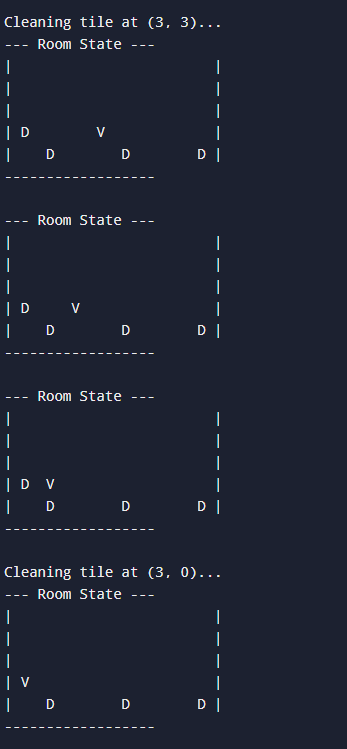 Cleaning tile at (3, 3)...
--- Room State ---
|                         |
|                         |
|                         |
| D        V              |
|    D        D        D |
------------------

--- Room State ---
|                         |
|                         |
|                         |
| D     V                 |
|    D        D        D |
------------------

--- Room State ---
|                         |
|                         |
|                         |
| D  V                    |
|    D        D        D |
------------------

Cleaning tile at (3, 0)...
--- Room State ---
|                         |
|                         |
|                         |
| V                       |
|    D        D        D |
------------------